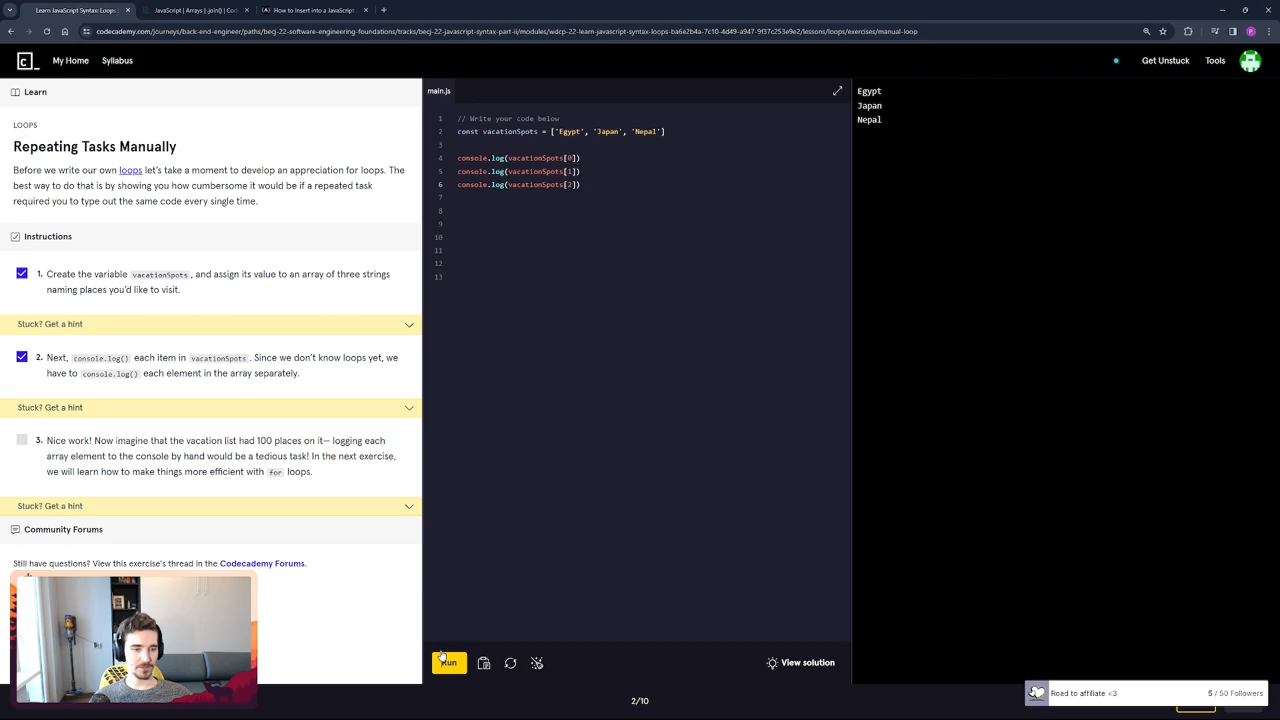 Learn JavaScript Syntax: Loops |
JavaScript | Arrays | .join() | Cod
How to Insert into a JavaScript
codecademy.com/journeys/back-end-engineer/paths/becj-22-software-engineering-foundations/tracks/becj-22-javascript-syntax-part-ii/modules/wdcp-22-learn-javascript-syntax-loops-ba6e2b4a-7c10-4d49-a947-9f37c253e9e2/lessons/loops/exercises/manual-loop
My Home
Syllabus
Get Unstuck
Tools
Learn
LOOPS
Repeating Tasks Manually
Before we write our own loops let's take a moment to develop an appreciation for loops. The
best way to do that is by showing you how cumbersome it would be if a repeated task
required you to type out the same code every single time.
Instructions
1. Create the variable vacationSpots, and assign its value to an array of three strings
naming places you'd like to visit.
Stuck? Get a hint
2. Next, console.log() each item in vacationSpots. Since we don't know loops yet, we
have to console.log() each element in the array separately.
Stuck? Get a hint
3. Nice work! Now imagine that the vacation list had 100 places on it— logging each
array element to the console by hand would be a tedious task! In the next exercise,
we will learn how to make things more efficient with for loops.
Stuck? Get a hint
Community Forums
Still have questions? View this exercise's thread in the Codecademy Forums.
main.js
1 // Write your code below
2 const vacationSpots = ['Egypt', 'Japan', 'Nepal']
3
4 console.log(vacationSpots[0])
5 console.log(vacationSpots[1])
6 console.log(vacationSpots[2])
7
8
9
10
11
12
13
Run
View solution
Egypt
Japan
Nepal
2/10
Road to affiliate <3
5 / 50 Followers